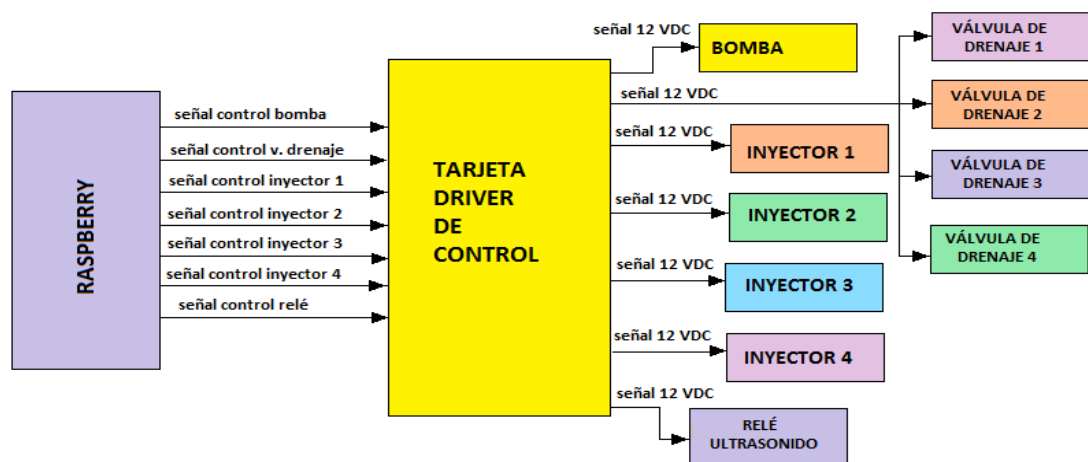 RASPBERRY
señal control bomba
señal control v. drenaje
señal control inyector 1
señal control inyector 2
señal control inyector 3
señal control inyector 4
señal control relé
TARJETA
DRIVER
DE
CONTROL
señal 12 VDC
BOMBA
señal 12 VDC
señal 12 VDC
INYECTOR 1
señal 12 VDC
INYECTOR 2
señal 12 VDC
INYECTOR 3
señal 12 VDC
INYECTOR 4
señal 12 VDC
RELÉ
ULTRASONIDO
VÁLVULA DE
DRENAJE 1
VÁLVULA DE
DRENAJE 2
VÁLVULA DE
DRENAJE 3
VÁLVULA DE
DRENAJE 4